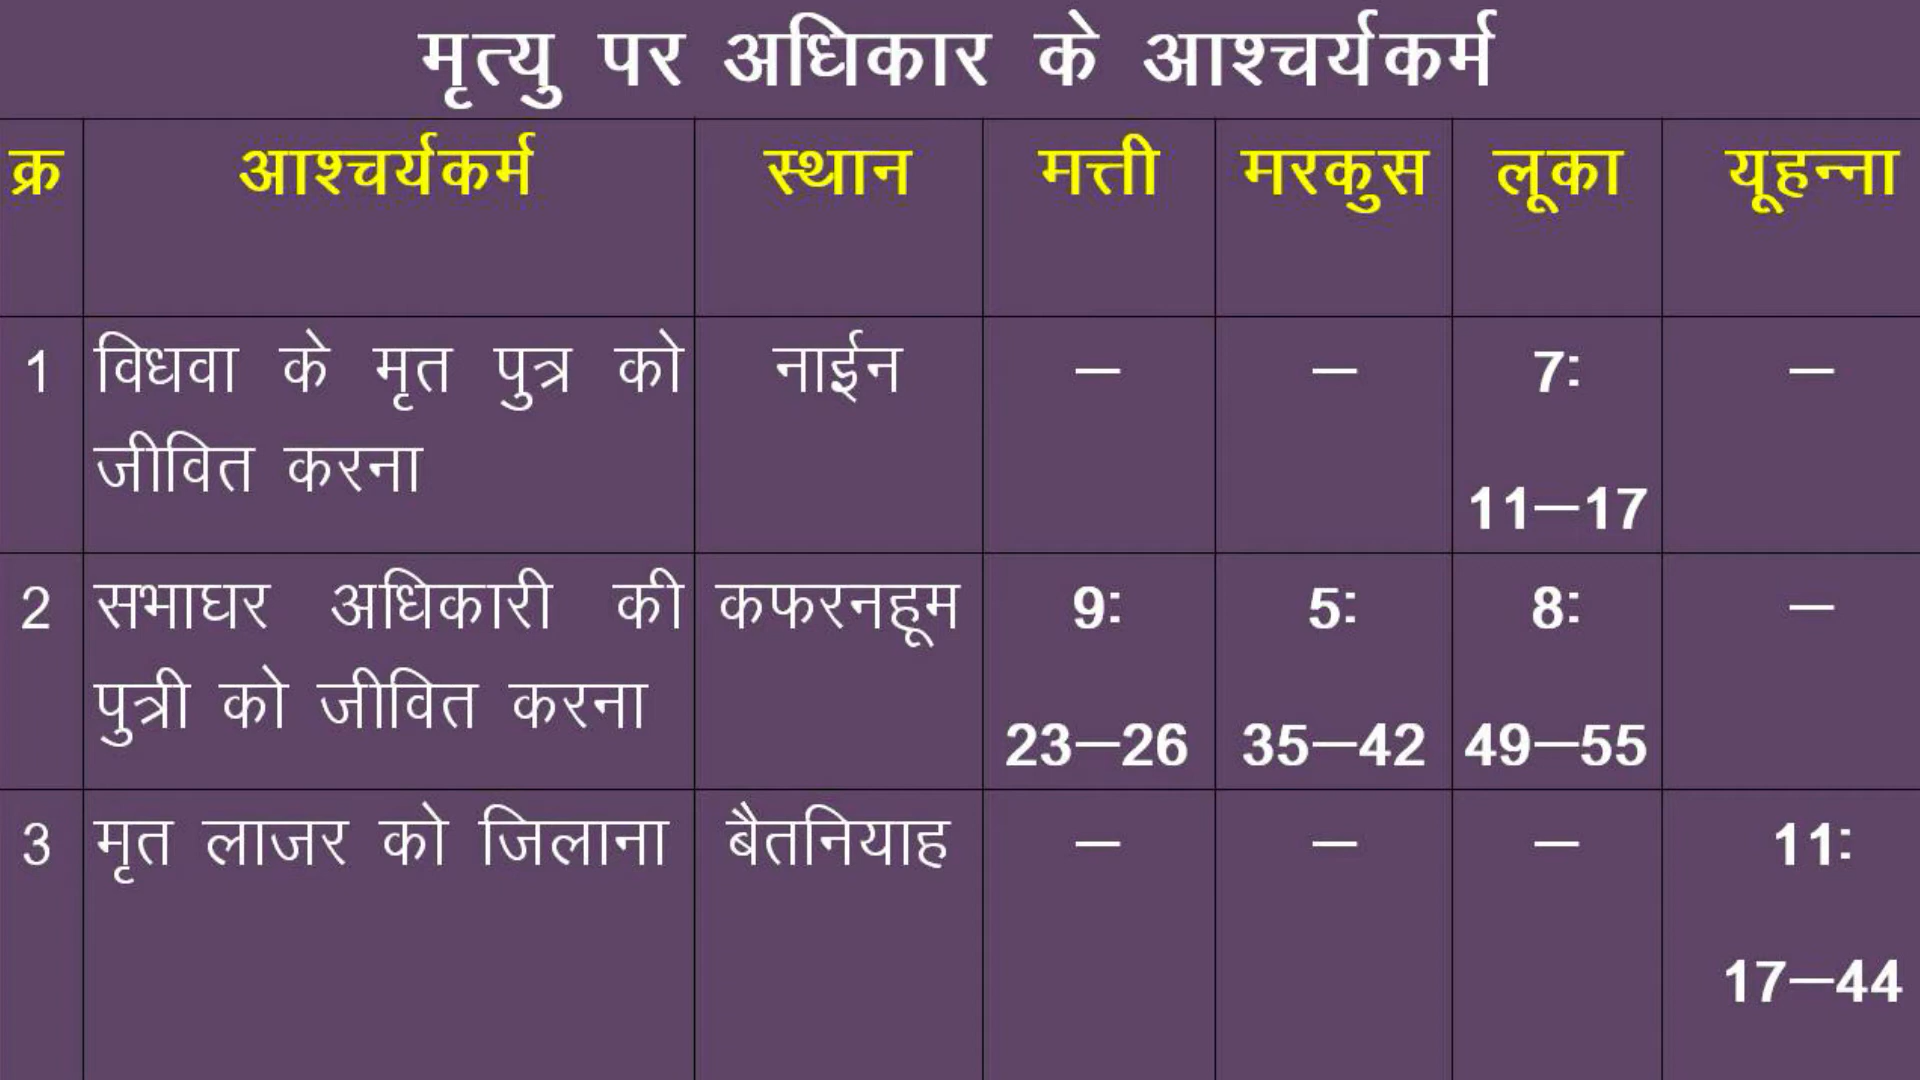 मृत्यु पर अधिकार के आश्चर्यकर्म
क्र आश्चर्यकर्म स्थान मत्ती मरकुस लूका यूहन्ना
1 विधवा के मृत पुत्र को नाईन — — 7: —
जीवित करना
11—17
2 सभाघर अधिकारी की कफरनहूम 9: 5: 8: —
पुत्री को जीवित करना
23—26 35—42 49—55
3 मृत लाजर को जिलाना बैतनियाह — — — 11:
17—44